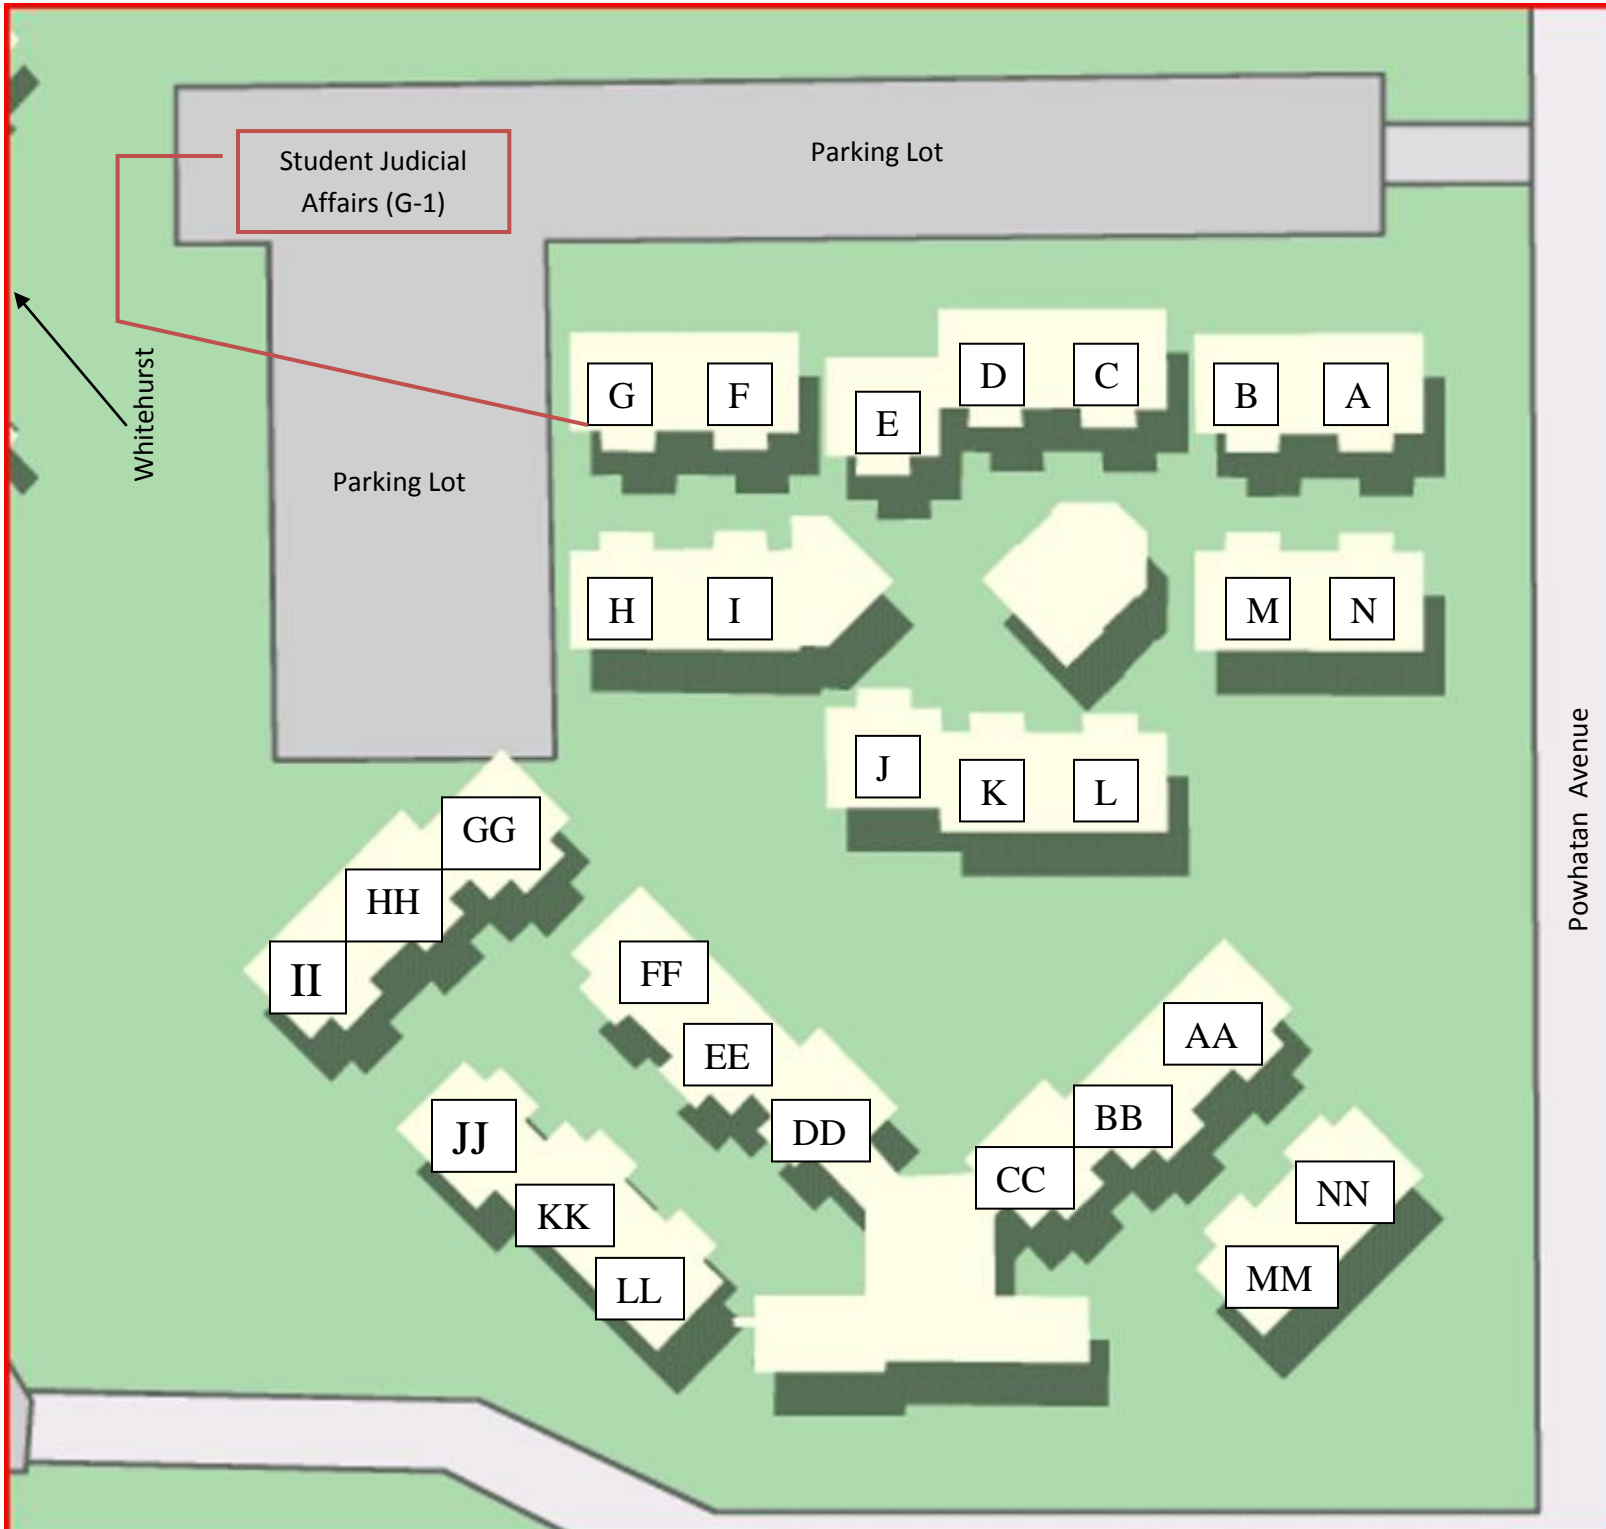 Parking Lot
Student Judicial
Affairs (G-1)
Whitehurst
Parking Lot
G
F
E
D
C
B
A
H
I
M
N
J
K
L
Powhatan Avenue
GG
HH
II
FF
EE
DD
AA
BB
CC
JJ
KK
LL
NN
MM